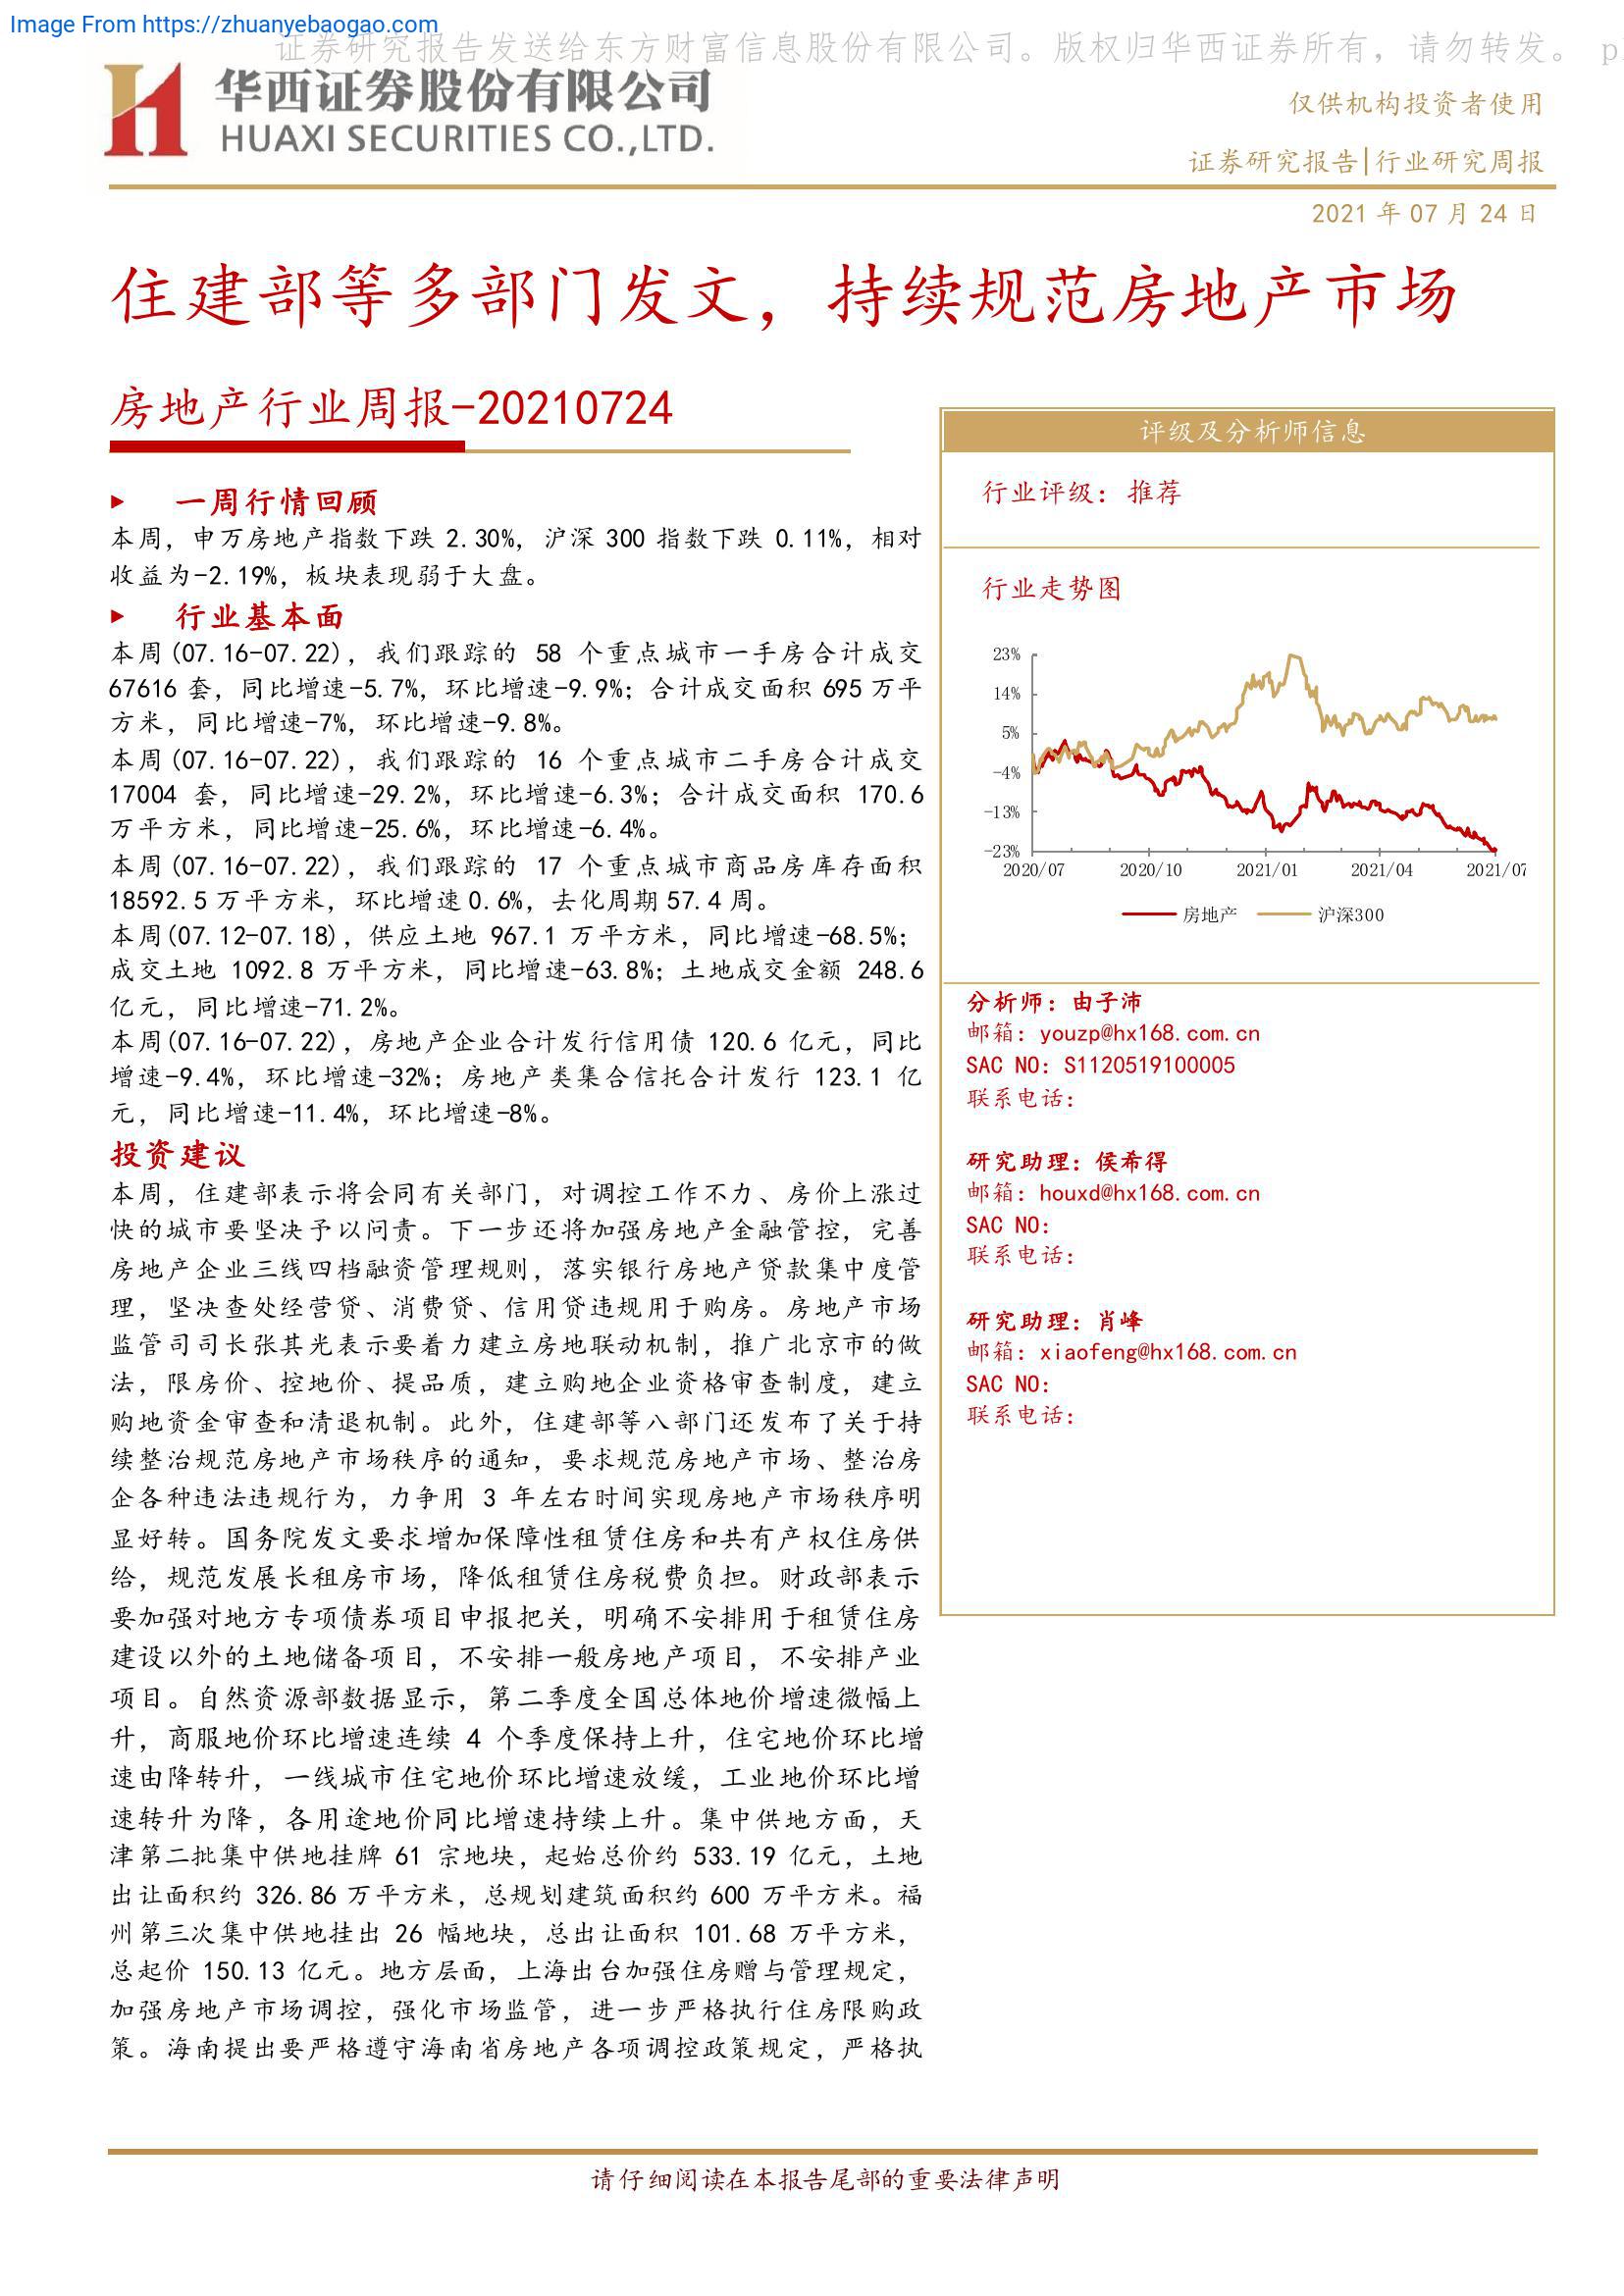 Image From https://zhuanyebaogao.com
证券研究报告发送给东方财富信息股份有限公司。版权归华西证券所有，请勿转发。 p
华西证券股份有限公司
HUAXI SECURITIES CO.,LTD.
仅供机构投资者使用
证券研究报告|行业研究周报
2021 年 07 月 24 日
住建部等多部门发文，持续规范房地产市场
房地产行业周报-20210724
一周行情回顾
本周，申万房地产指数下跌 2.30%，沪深 300 指数下跌 0.11%，相对
收益为-2.19%，板块表现弱于大盘。
行业基本面
本周(07.16-07.22)，我们跟踪的 58 个重点城市一手房合计成交
67616 套，同比增速-5.7%，环比增速-9.9%；合计成交面积 695 万平
方米，同比增速-7%，环比增速-9.8%。
本周(07.16-07.22)，我们跟踪的 16 个重点城市二手房合计成交
17004 套，同比增速-29.2%，环比增速-6.3%；合计成交面积 170.6
万平方米，同比增速-25.6%，环比增速-6.4%。
本周(07.16-07.22)，我们跟踪的 17 个重点城市商品房库存面积
18592.5 万平方米，环比增速 0.6%，去化周期 57.4 周。
本周(07.12-07.18)，供应土地 967.1 万平方米，同比增速-68.5%；
成交土地 1092.8 万平方米，同比增速-63.8%；土地成交金额 248.6
亿元，同比增速-71.2%。
本周(07.16-07.22)，房地产企业合计发行信用债 120.6 亿元，同比
增速-9.4%，环比增速-32%；房地产类集合信托合计发行 123.1 亿
元，同比增速-11.4%，环比增速-8%。
投资建议
本周，住建部表示将会同有关部门，对调控工作不力、房价上涨过
快的城市要坚决予以问责。下一步还将加强房地产金融管控，完善
房地产企业三线四档融资管理规则，落实银行房地产贷款集中度管
理，坚决查处经营贷、消费贷、信用贷违规用于购房。房地产市场
监管司司长张其光表示要着力建立房地联动机制，推广北京市的做
法，限房价、控地价、提品质，建立购地企业资格审查制度，建立
购地资金审查和清退机制。此外，住建部等八部门还发布了关于持
续整治规范房地产市场秩序的通知，要求规范房地产市场、整治房
企各种违法违规行为，力争用 3 年左右时间实现房地产市场秩序明
显好转。国务院发文要求增加保障性租赁住房和共有产权住房供
给，规范发展长租房市场，降低租赁住房税费负担。财政部表示
要加强对地方专项债券项目申报把关，明确不安排用于租赁住房
建设以外的土地储备项目，不安排一般房地产项目，不安排产业
项目。自然资源部数据显示，第二季度全国总体地价增速微幅上
升，商服地价环比增速连续 4 个季度保持上升，住宅地价环比增
速由降转升，一线城市住宅地价环比增速放缓，工业地价环比增
速转升为降，各用途地价同比增速持续上升。集中供地方面，天
津第二批集中供地挂牌 61 宗地块，起始总价约 533.19 亿元，土地
出让面积约 326.86 万平方米，总规划建筑面积约 600 万平方米。福
州第三次集中供地挂出 26 幅地块，总出让面积 101.68 万平方米，
总起价 150.13 亿元。地方层面，上海出台加强住房赠与管理规定，
加强房地产市场调控，强化市场监管，进一步严格执行住房限购政
策。海南提出要严格遵守海南省房地产各项调控政策规定，严格执
评级及分析师信息
行业评级：推荐
行业走势图
23%
14%
5%
-4%
-13%
-23%
2020/07 2020/10 2021/01 2021/04 2021/07
房地产 沪深300
分析师：由子沛
邮箱：youzp@hx168.com.cn
SAC NO：S1120519100005
联系电话：
研究助理：侯希得
邮箱：houxd@hx168.com.cn
SAC NO：
联系电话：
研究助理：肖峰
邮箱：xiaofeng@hx168.com.cn
SAC NO：
联系电话：
请仔细阅读在本报告尾部的重要法律声明